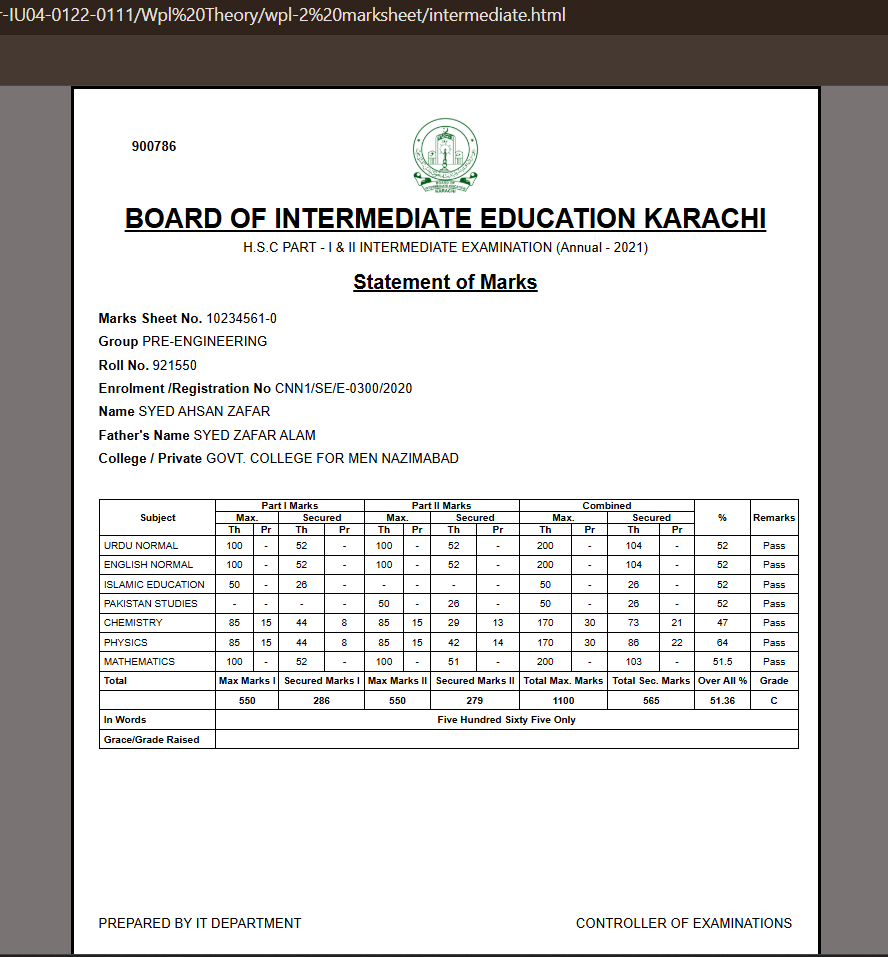 r-IU04-0122-0111/Wpl%20Theory/wpl-2%20marksheet/intermediate.html
900786
KARACHI
BOARD OF INTERMEDIATE EDUCATION KARACHI
H.S.C PART - I & II INTERMEDIATE EXAMINATION (Annual - 2021)
Statement of Marks
Marks Sheet No. 10234561-0
Group PRE-ENGINEERING
Roll No. 921550
Enrolment /Registration No CNN1/SE/E-0300/2020
Name SYED AHSAN ZAFAR
Father's Name SYED ZAFAR ALAM
College / Private GOVT. COLLEGE FOR MEN NAZIMABAD
Subject Part I Marks Part II Marks Combined % Remarks
Max. Secured Max. Secured Max. Secured
Th Pr Th Pr Th Pr Th Pr Th Pr Th Pr
URDU NORMAL 100 - 52 - 100 - 52 - 200 - 104 - 52 Pass
ENGLISH NORMAL 100 - 52 - 100 - 52 - 200 - 104 - 52 Pass
ISLAMIC EDUCATION 50 - 26 - - - - - 50 - 26 - 52 Pass
PAKISTAN STUDIES - - - - 50 - 26 - 50 - 26 - 52 Pass
CHEMISTRY 85 15 44 8 85 15 29 13 170 30 73 21 47 Pass
PHYSICS 85 15 44 8 85 15 42 14 170 30 86 22 64 Pass
MATHEMATICS 100 - 52 - 100 - 51 - 200 - 103 - 51.5 Pass
Total Max Marks I Secured Marks I Max Marks II Secured Marks II Total Max. Marks Total Sec. Marks Over All % Grade
550 286 550 279 1100 565 51.36 C
In Words Five Hundred Sixty Five Only
Grace/Grade Raised
PREPARED BY IT DEPARTMENT CONTROLLER OF EXAMINATIONS